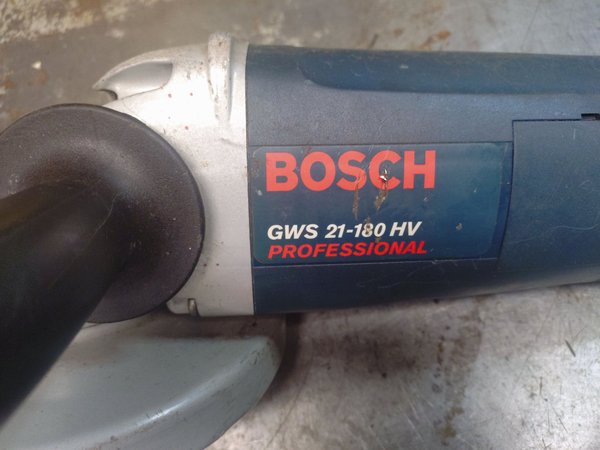 BOSCH
GWS 21-180 HV
PROFESSIONAL